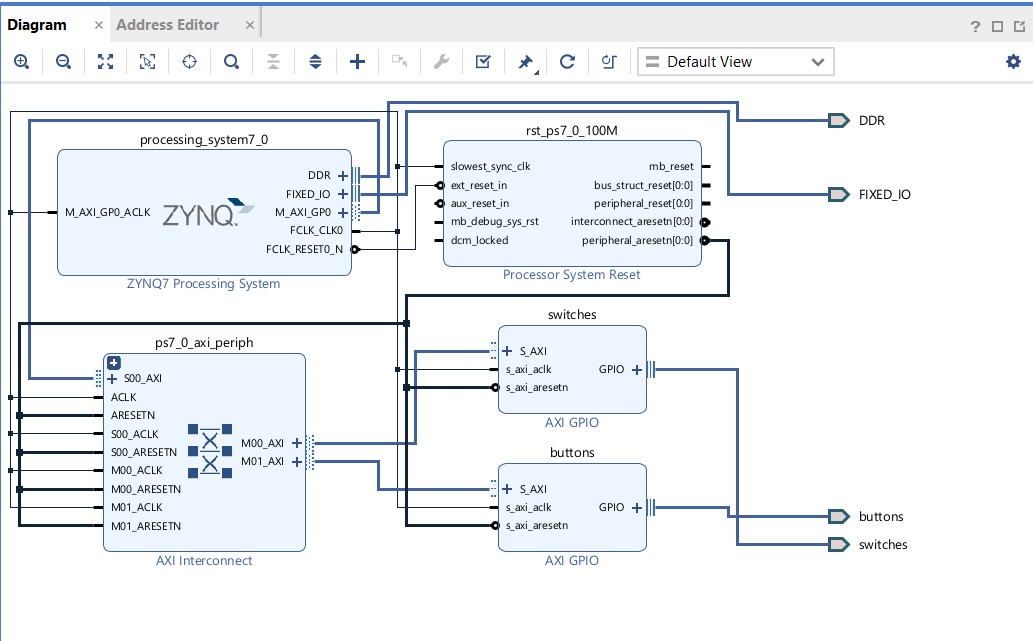 Diagram
Address Editor
Default View
processing_system7_0
DDR
FIXED_IO
M_AXI_GP0_ACLK
ZYNQ
M_AXI_GP0
FCLK_CLK0
FCLK_RESET0_N
ZYNQ7 Processing System
rst_ps7_0_100M
slowest_sync_clk
mb_reset
ext_reset_in
bus_struct_reset[0:0]
aux_reset_in
peripheral_reset[0:0]
mb_debug_sys_rst
interconnect_aresetn[0:0]
dcm_locked
peripheral_aresetn[0:0]
Processor System Reset
DDR
FIXED_IO
ps7_0_axi_periph
S00_AXI
ACLK
ARESETN
S00_ACLK
M00_AXI
S00_ARESETN
M01_AXI
M00_ACLK
M00_ARESETN
M01_ACLK
M01_ARESETN
AXI Interconnect
switches
S_AXI
s_axi_aclk
GPIO
s_axi_aresetn
AXI GPIO
buttons
S_AXI
s_axi_aclk
GPIO
s_axi_aresetn
AXI GPIO
buttons
switches